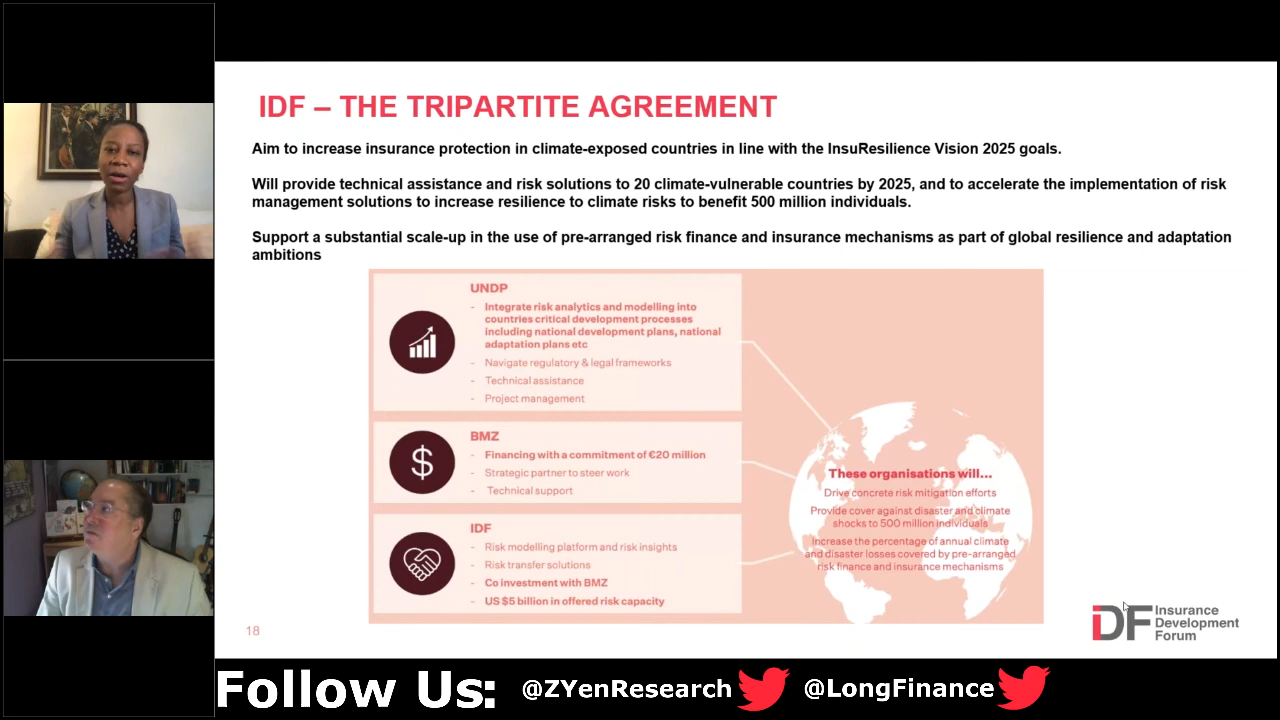 IDF – THE TRIPARTITE AGREEMENT
Aim to increase insurance protection in climate-exposed countries in line with the InsuResilience Vision 2025 goals.
Will provide technical assistance and risk solutions to 20 climate-vulnerable countries by 2025, and to accelerate the implementation of risk
management solutions to increase resilience to climate risks to benefit 500 million individuals.
Support a substantial scale-up in the use of pre-arranged risk finance and insurance mechanisms as part of global resilience and adaptation
ambitions
UNDP
- Integrate risk analytics and modelling into
countries critical development processes
including national development plans, national
adaptation plans etc
- Navigate regulatory & legal frameworks
- Technical assistance
- Project management
BMZ
$
- Financing with a commitment of €20 million
- Strategic partner to steer work
- Technical support
IDF
- Risk modelling platform and risk insights
- Risk transfer solutions
- Co investment with BMZ
- US $5 billion in offered risk capacity
These organisations will...
Drive concrete risk mitigation efforts
Provide cover against disaster and climate
shocks to 500 million individuals
Increase the percentage of annual climate
and disaster losses covered by pre-arranged
risk finance and insurance mechanisms
18
IDF Insurance
Development
Forum
Follow Us: @ZYenResearch @LongFinance